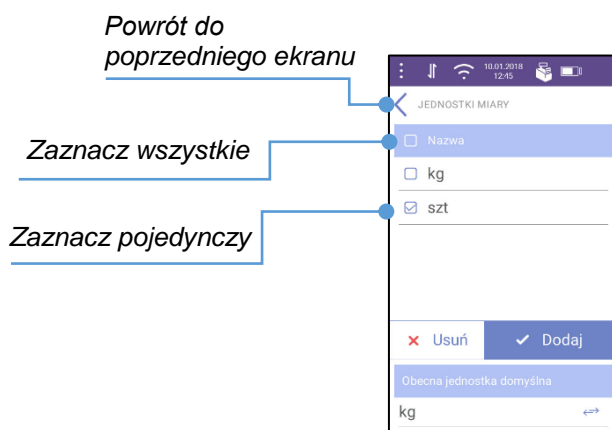 Powrót do
poprzedniego ekranu
Zaznacz wszystkie
Zaznacz pojedynczy
10.01.2018
12:45
JEDNOSTKI MIARY
Nazwa
kg
szt
Usuń
Dodaj
Obecna jednostka domyślna
kg